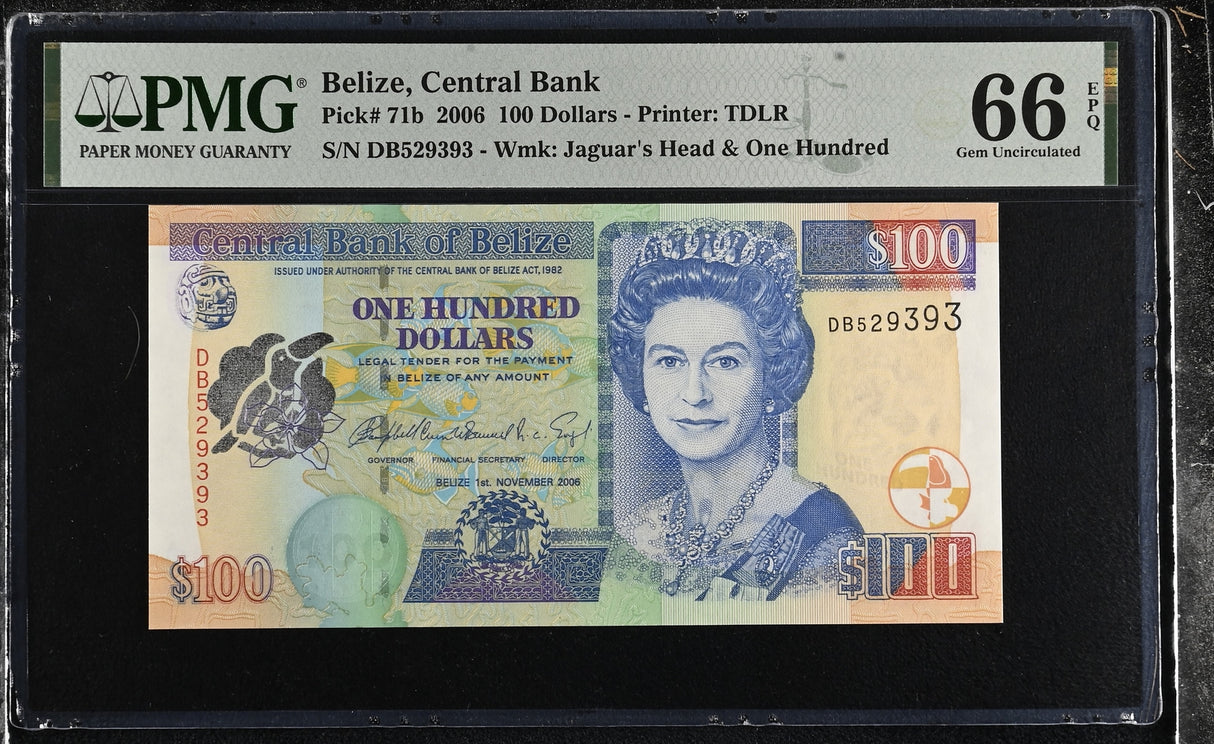 PMG®
PAPER MONEY GUARANTY
Belize, Central Bank
Pick# 71b 2006 100 Dollars - Printer: TDLR
S/N DB529393 - Wmk: Jaguar's Head & One Hundred
66
EPQ
Gem Uncirculated
Central Bank of Belize
$100
ISSUED UNDER AUTHORITY OF THE CENTRAL BANK OF BELIZE ACT, 1982
ONE HUNDRED
DOLLARS
LEGAL TENDER FOR THE PAYMENT
IN BELIZE OF ANY AMOUNT
DB529393
DB529393
GOVERNOR FINANCIAL SECRETARY DIRECTOR
BELIZE 1st. NOVEMBER 2006
$100
$100